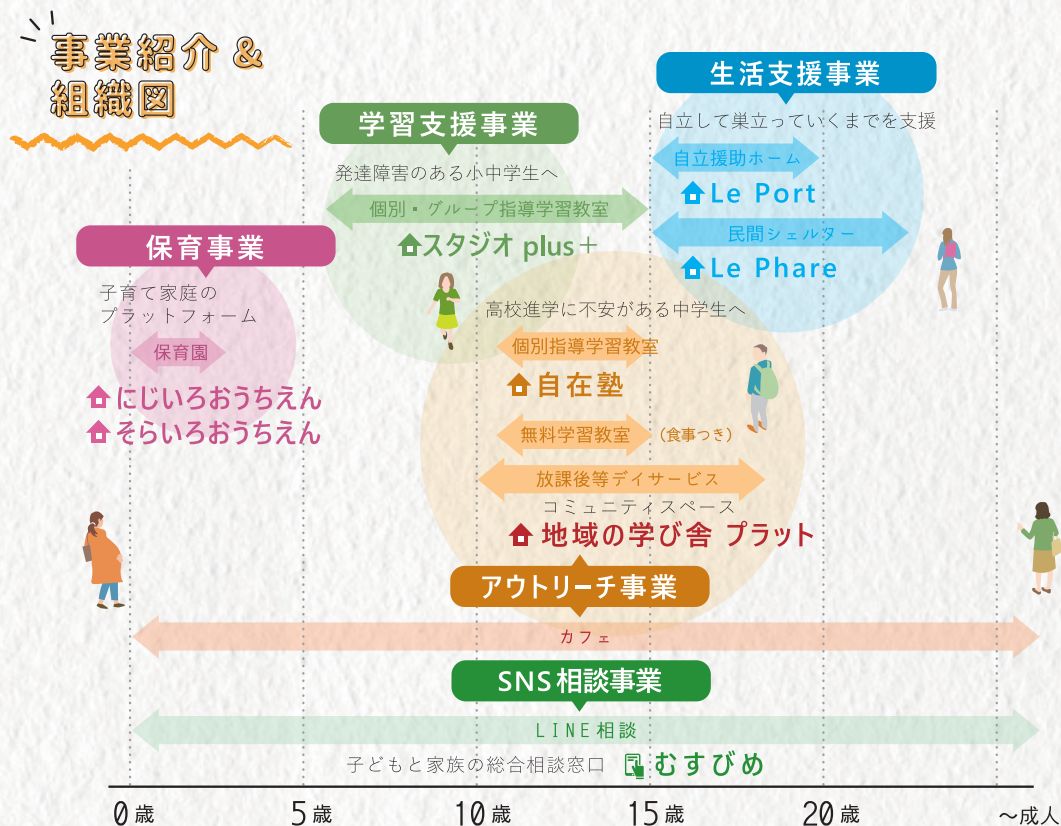 事業紹介 &
組織図
生活支援事業
自立して巣立っていくまでを支援
自立援助ホーム
Le Port
民間シェルター
Le Phare
学習支援事業
発達障害のある小中学生へ
個別・グループ指導学習教室
スタジオ plus＋
保育事業
子育て家庭の
プラットフォーム
保育園
にじいろおうちえん
そらいろおうちえん
高校進学に不安がある中学生へ
個別指導学習教室
自在塾
無料学習教室 (食事つき)
放課後等デイサービス
コミュニティスペース
地域の学び舎 プラット
アウトリーチ事業
カフェ
SNS相談事業
LINE相談
子どもと家族の総合相談窓口 むすびめ
0歳 5歳 10歳 15歳 20歳 ～成人